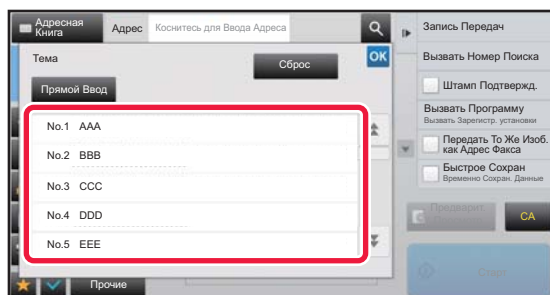 Адресная
Книга
Адрес
Коснитесь для Ввода Адреса
Тема
Сброс
OK
Прямой Ввод
No.1 AAA
No.2 BBB
No.3 CCC
No.4 DDD
No.5 EEE
Прочие
Запись Передач
Вызвать Номер Поиска
Штамп Подтвержд.
Вызвать Программу
Вызвать Зарегистр. установки
Передать То Же Изоб.
как Адрес Факса
Быстрое Сохран
Временно Сохран. Данные
Предварит.
CA
Старт